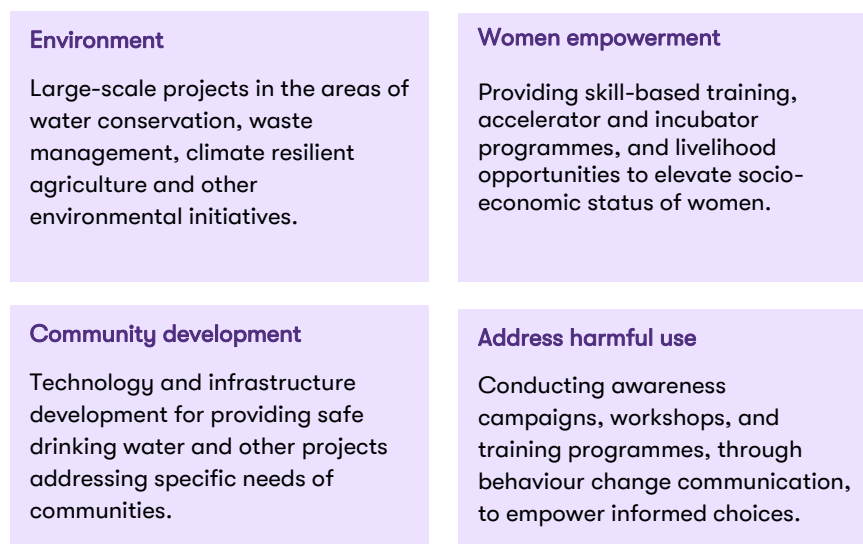 Environment
Large-scale projects in the areas of
water conservation, waste
management, climate resilient
agriculture and other
environmental initiatives.
Women empowerment
Providing skill-based training,
accelerator and incubator
programmes, and livelihood
opportunities to elevate socio-
economic status of women.
Community development
Technology and infrastructure
development for providing safe
drinking water and other projects
addressing specific needs of
communities.
Address harmful use
Conducting awareness
campaigns, workshops, and
training programmes, through
behaviour change communication,
to empower informed choices.